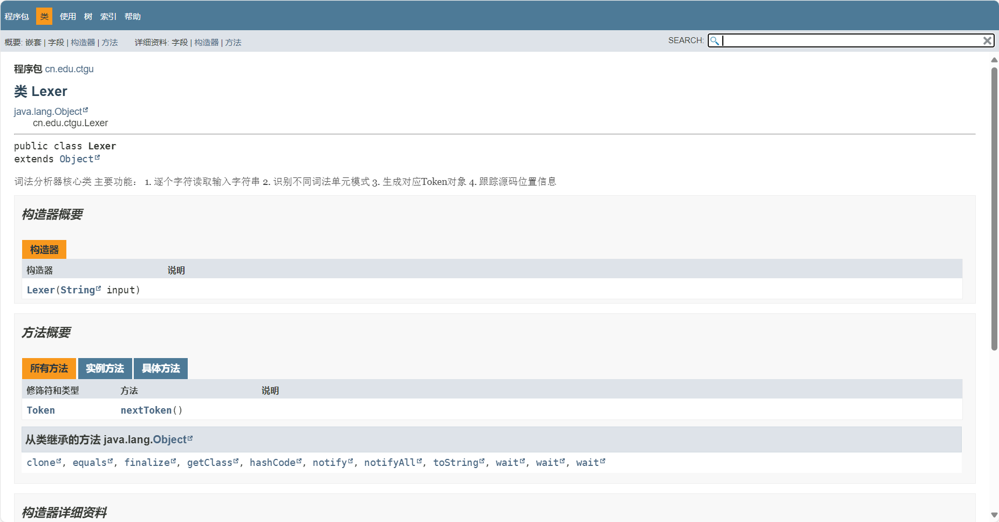 程序包 类 使用 树 索引 帮助
概要: 嵌套 | 字段 | 构造器 | 方法 详细资料: 字段 | 构造器 | 方法 SEARCH:
程序包 cn.edu.ctgu
类 Lexer
java.lang.Object
cn.edu.ctgu.Lexer
public class Lexer
extends Object
词法分析器核心类 主要功能： 1. 逐个字符读取输入字符串 2. 识别不同词法单元模式 3. 生成对应Token对象 4. 跟踪源码位置信息
构造器概要
构造器
构造器 说明
Lexer(String input)
方法概要
所有方法 实例方法 具体方法
修饰符和类型 方法 说明
Token nextToken()
从类继承的方法 java.lang.Object
clone, equals, finalize, getClass, hashCode, notify, notifyAll, toString, wait, wait, wait
构造器详细资料